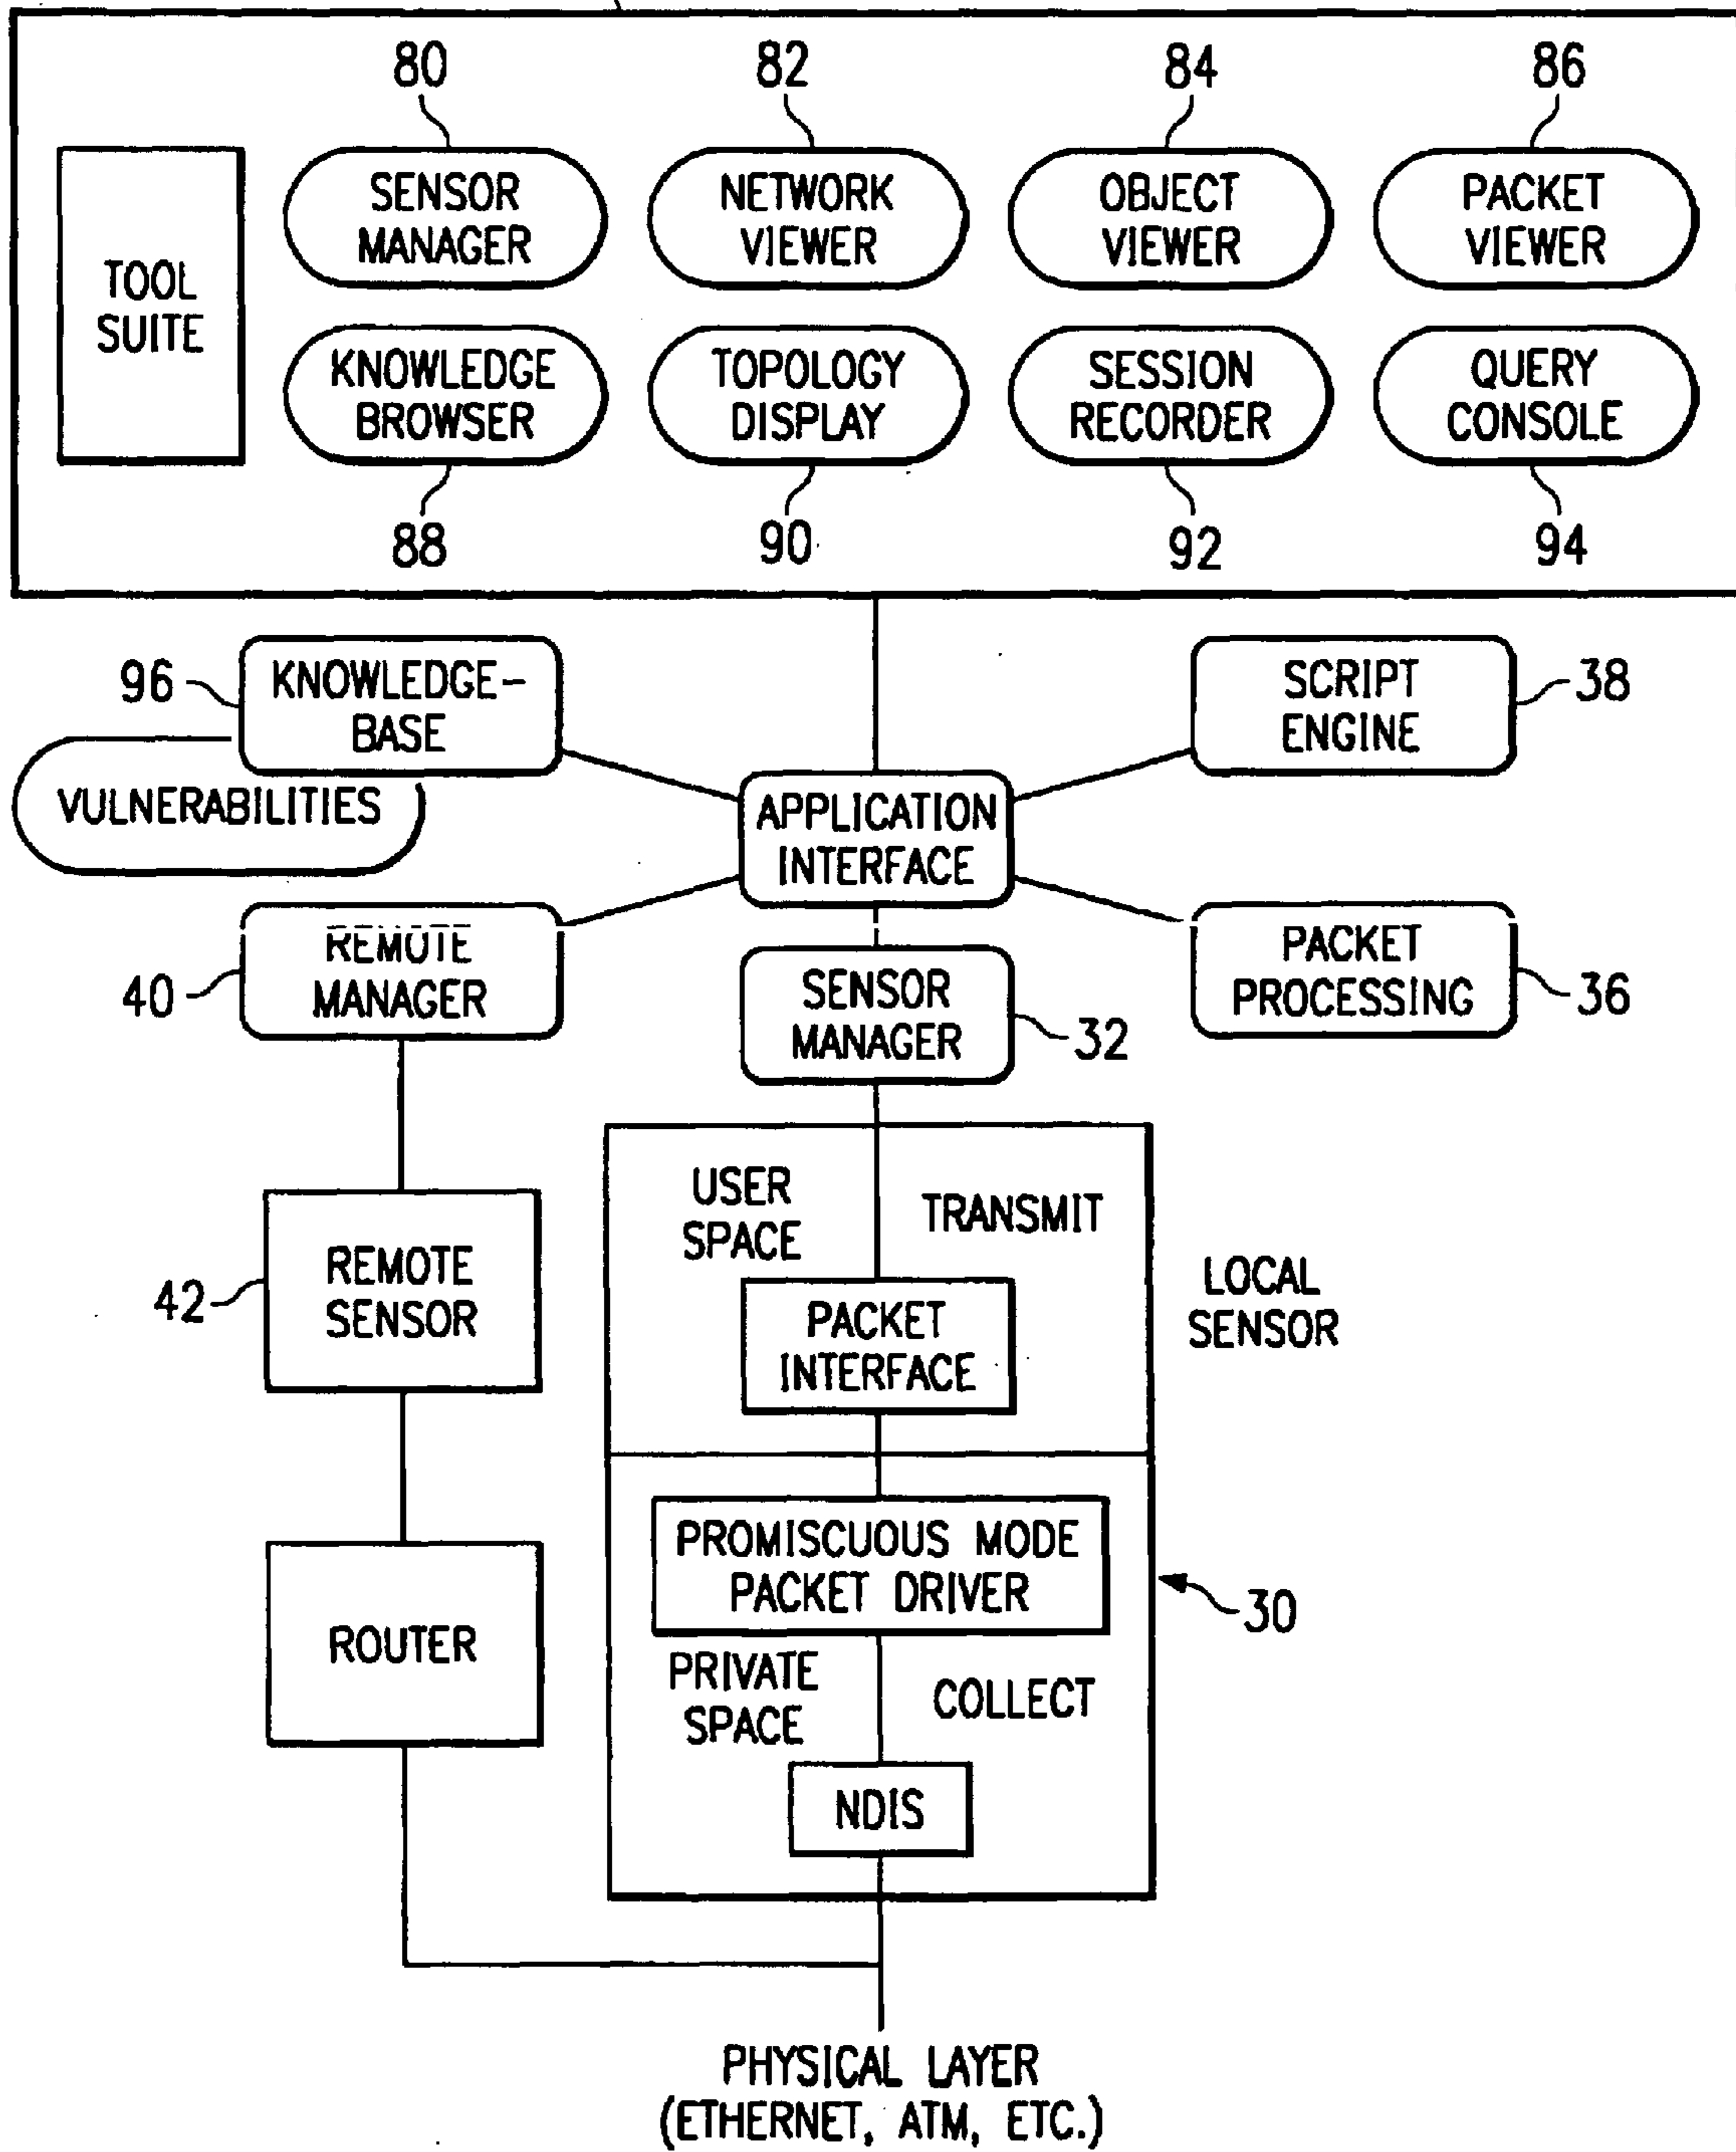 80
82
84
86
TOOL
SUITE
SENSOR
MANAGER
NETWORK
VIEWER
OBJECT
VIEWER
PACKET
VIEWER
KNOWLEDGE
BROWSER
TOPOLOGY
DISPLAY
SESSION
RECORDER
QUERY
CONSOLE
88
90
92
94
96
KNOWLEDGE-
BASE
VULNERABILITIES
SCRIPT
ENGINE
38
APPLICATION
INTERFACE
40
REMOTE
MANAGER
SENSOR
MANAGER
32
PACKET
PROCESSING
36
42
REMOTE
SENSOR
USER
SPACE
TRANSMIT
PACKET
INTERFACE
LOCAL
SENSOR
PROMISCUOUS MODE
PACKET DRIVER
30
ROUTER
PRIVATE
SPACE
COLLECT
NDIS
PHYSICAL LAYER
(ETHERNET, ATM, ETC.)